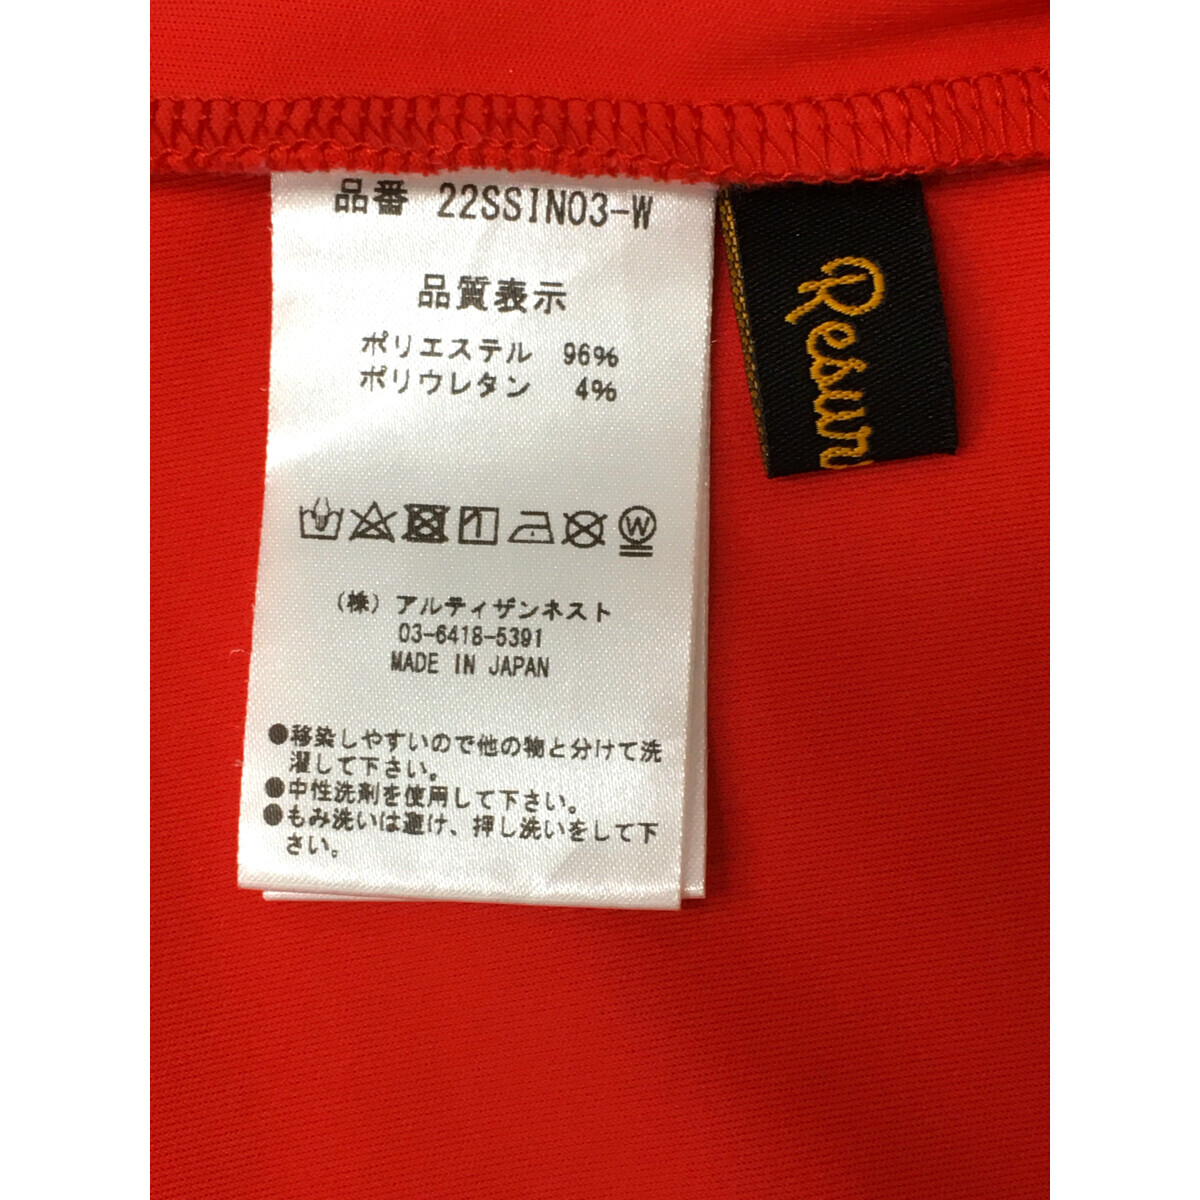 品番 22SSIN03-W
品質表示
ポリエステル 96%
ポリウレタン 4%
W
(株) アルティザンネスト
03-6418-5391
MADE IN JAPAN
●移染しやすいので他の物と分けて洗
濯して下さい。
●中性洗剤を使用して下さい。
●もみ洗いは避け、押し洗いをして下
さい。
Resur